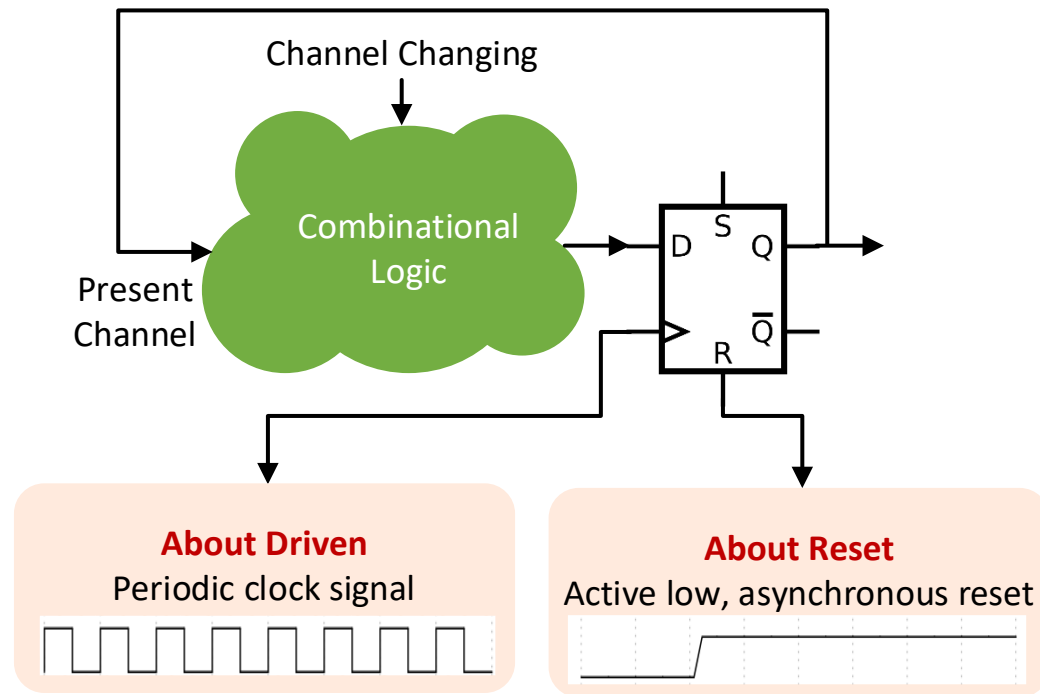 Channel Changing
Combinational
Logic
Present
Channel
S
D
Q
Q̅
R
About Driven
Periodic clock signal
About Reset
Active low, asynchronous reset